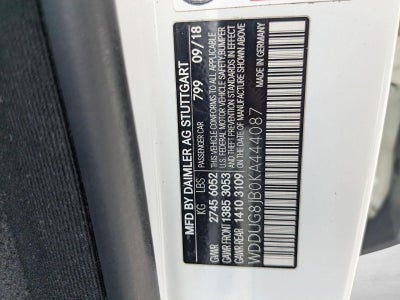 MFD BY DAIMLER AG STUTTGART
PASSENGER CAR 799 09/18
KG LBS
GVWR 2745 6052
GAWR FRONT 1385 3053
GAWR REAR 1410 3109
THIS VEHICLE CONFORMS TO ALL APPLICABLE
U.S. FEDERAL MOTOR VEHICLE SAFETY, BUMPER
AND THEFT PREVENTION STANDARDS IN EFFECT
ON THE DATE OF MANUFACTURE SHOWN ABOVE
WDDUG8JB0KA444087
MADE IN GERMANY